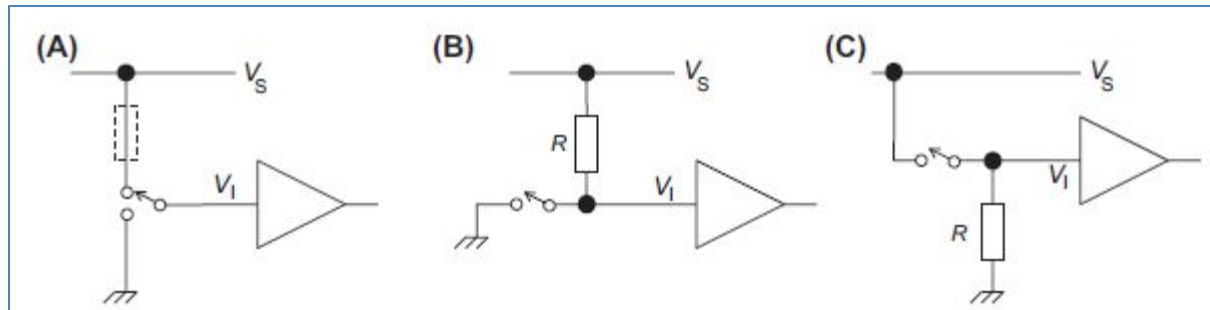 (A) (B) (C)
V_S V_S V_S
R
V_I V_I V_I
R